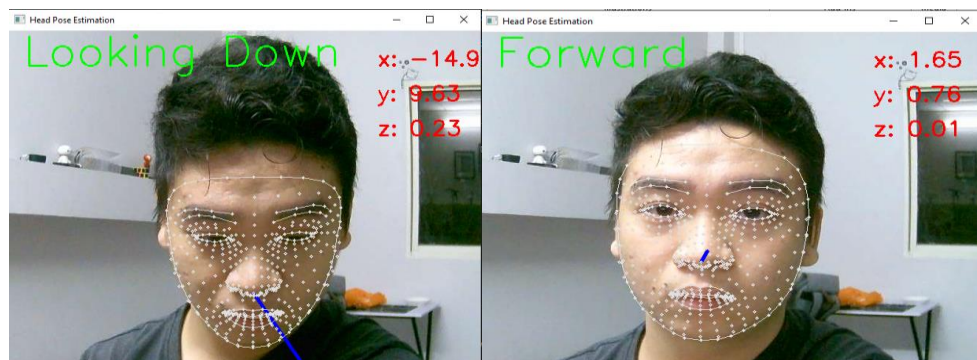 Head Pose Estimation
Looking Down
x: -14.9
y: 9.63
z: 0.23
Head Pose Estimation
Forward
x: 1.65
y: 0.76
z: 0.01